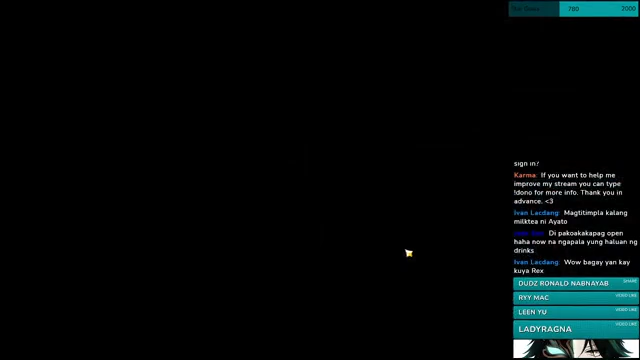 780
2000
sign in?
Karma: If you want to help me
improve my stream you can type
!dono for more info. Thank you in
advance. <3
Ivan Lacdang: Magtitimpla kalang
milktea ni Ayato
Di pakoakakapag open
haha now na ngapala yung haluan ng
drinks
Ivan Lacdang: Wow bagay yan kay
kuya Rex
DUDZ RONALD NABNAYAB
SHARE
RYY MAC
VIDEO LIKE
LEEN YU
VIDEO LIKE
LADYRAGNA
VIDEO LIKE